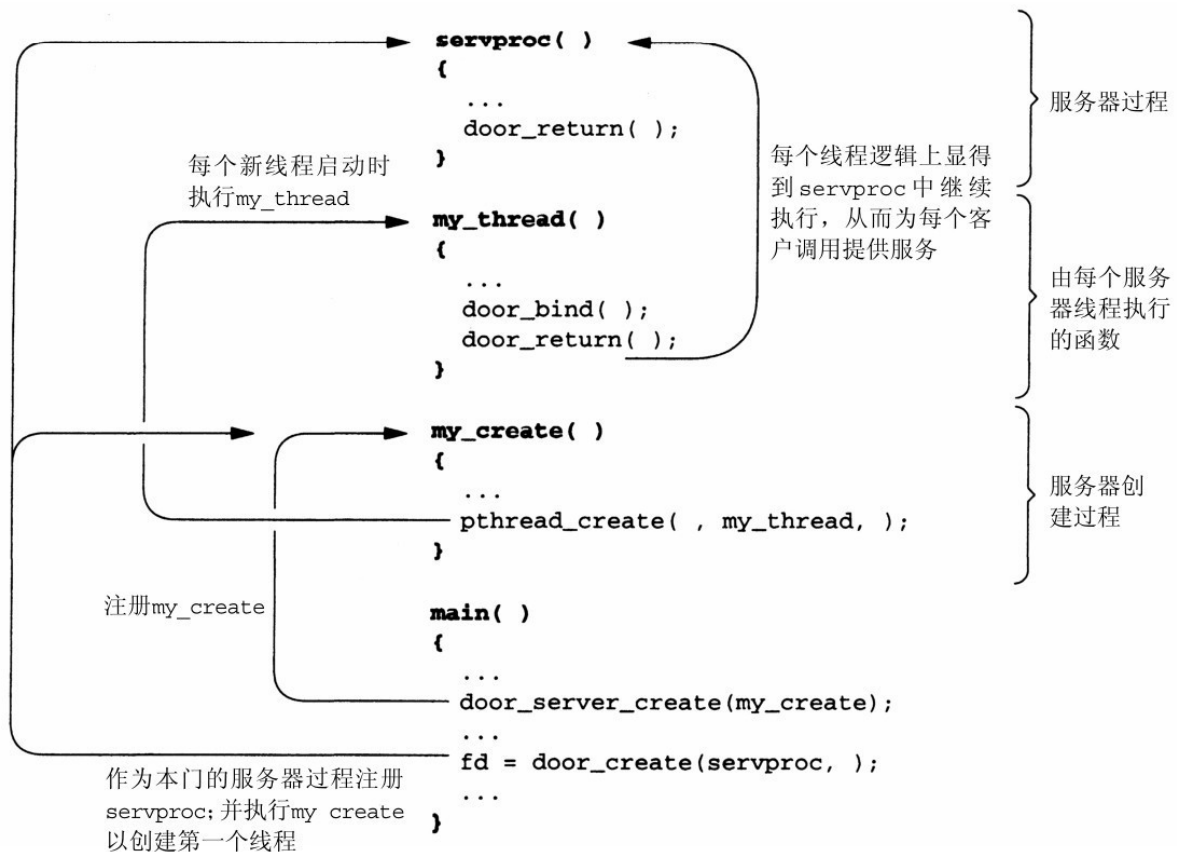 servproc( )
{
...
door_return( );
}
服务器过程
每个新线程启动时
执行my_thread
每个线程逻辑上显得
到servproc中继续
执行，从而为每个客
户调用提供服务
my_thread( )
{
...
door_bind( );
door_return( );
}
由每个服务
器线程执行
的函数
my_create( )
{
...
pthread_create( , my_thread, );
}
服务器创
建过程
注册my_create
main( )
{
...
door_server_create(my_create);
...
fd = door_create(servproc, );
...
}
作为本门的服务器过程注册
servproc；并执行my create
以创建第一个线程